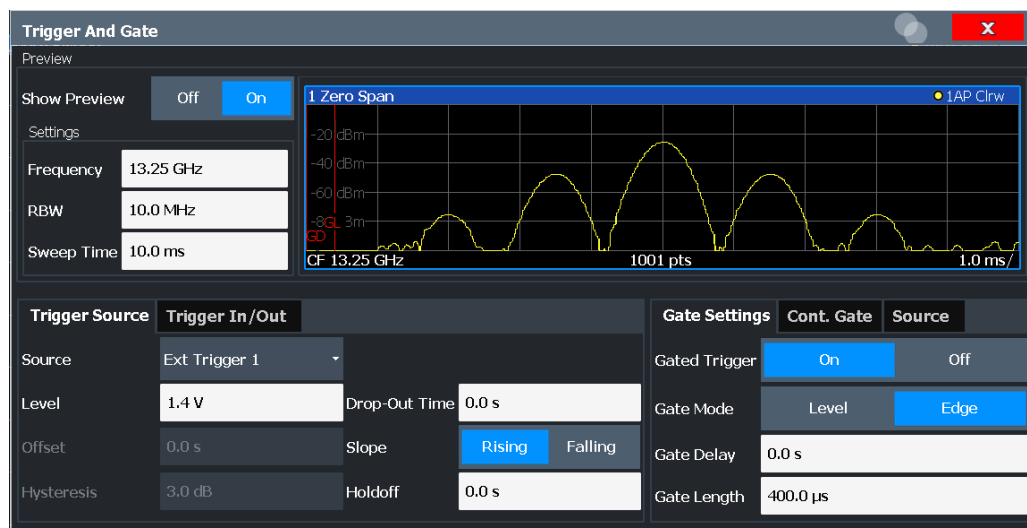 Trigger And Gate x
Preview
Show Preview Off On
Settings
Frequency 13.25 GHz
RBW 10.0 MHz
Sweep Time 10.0 ms
1 Zero Span 1AP Clrw
-20 dBm
-40 dBm
-60 dBm
-8GL 3m
GD
CF 13.25 GHz 1001 pts 1.0 ms/
Trigger Source Trigger In/Out
Source Ext Trigger 1
Level 1.4 V Drop-Out Time 0.0 s
Offset 0.0 s Slope Rising Falling
Hysteresis 3.0 dB Holdoff 0.0 s
Gate Settings Cont. Gate Source
Gated Trigger On Off
Gate Mode Level Edge
Gate Delay 0.0 s
Gate Length 400.0 µs